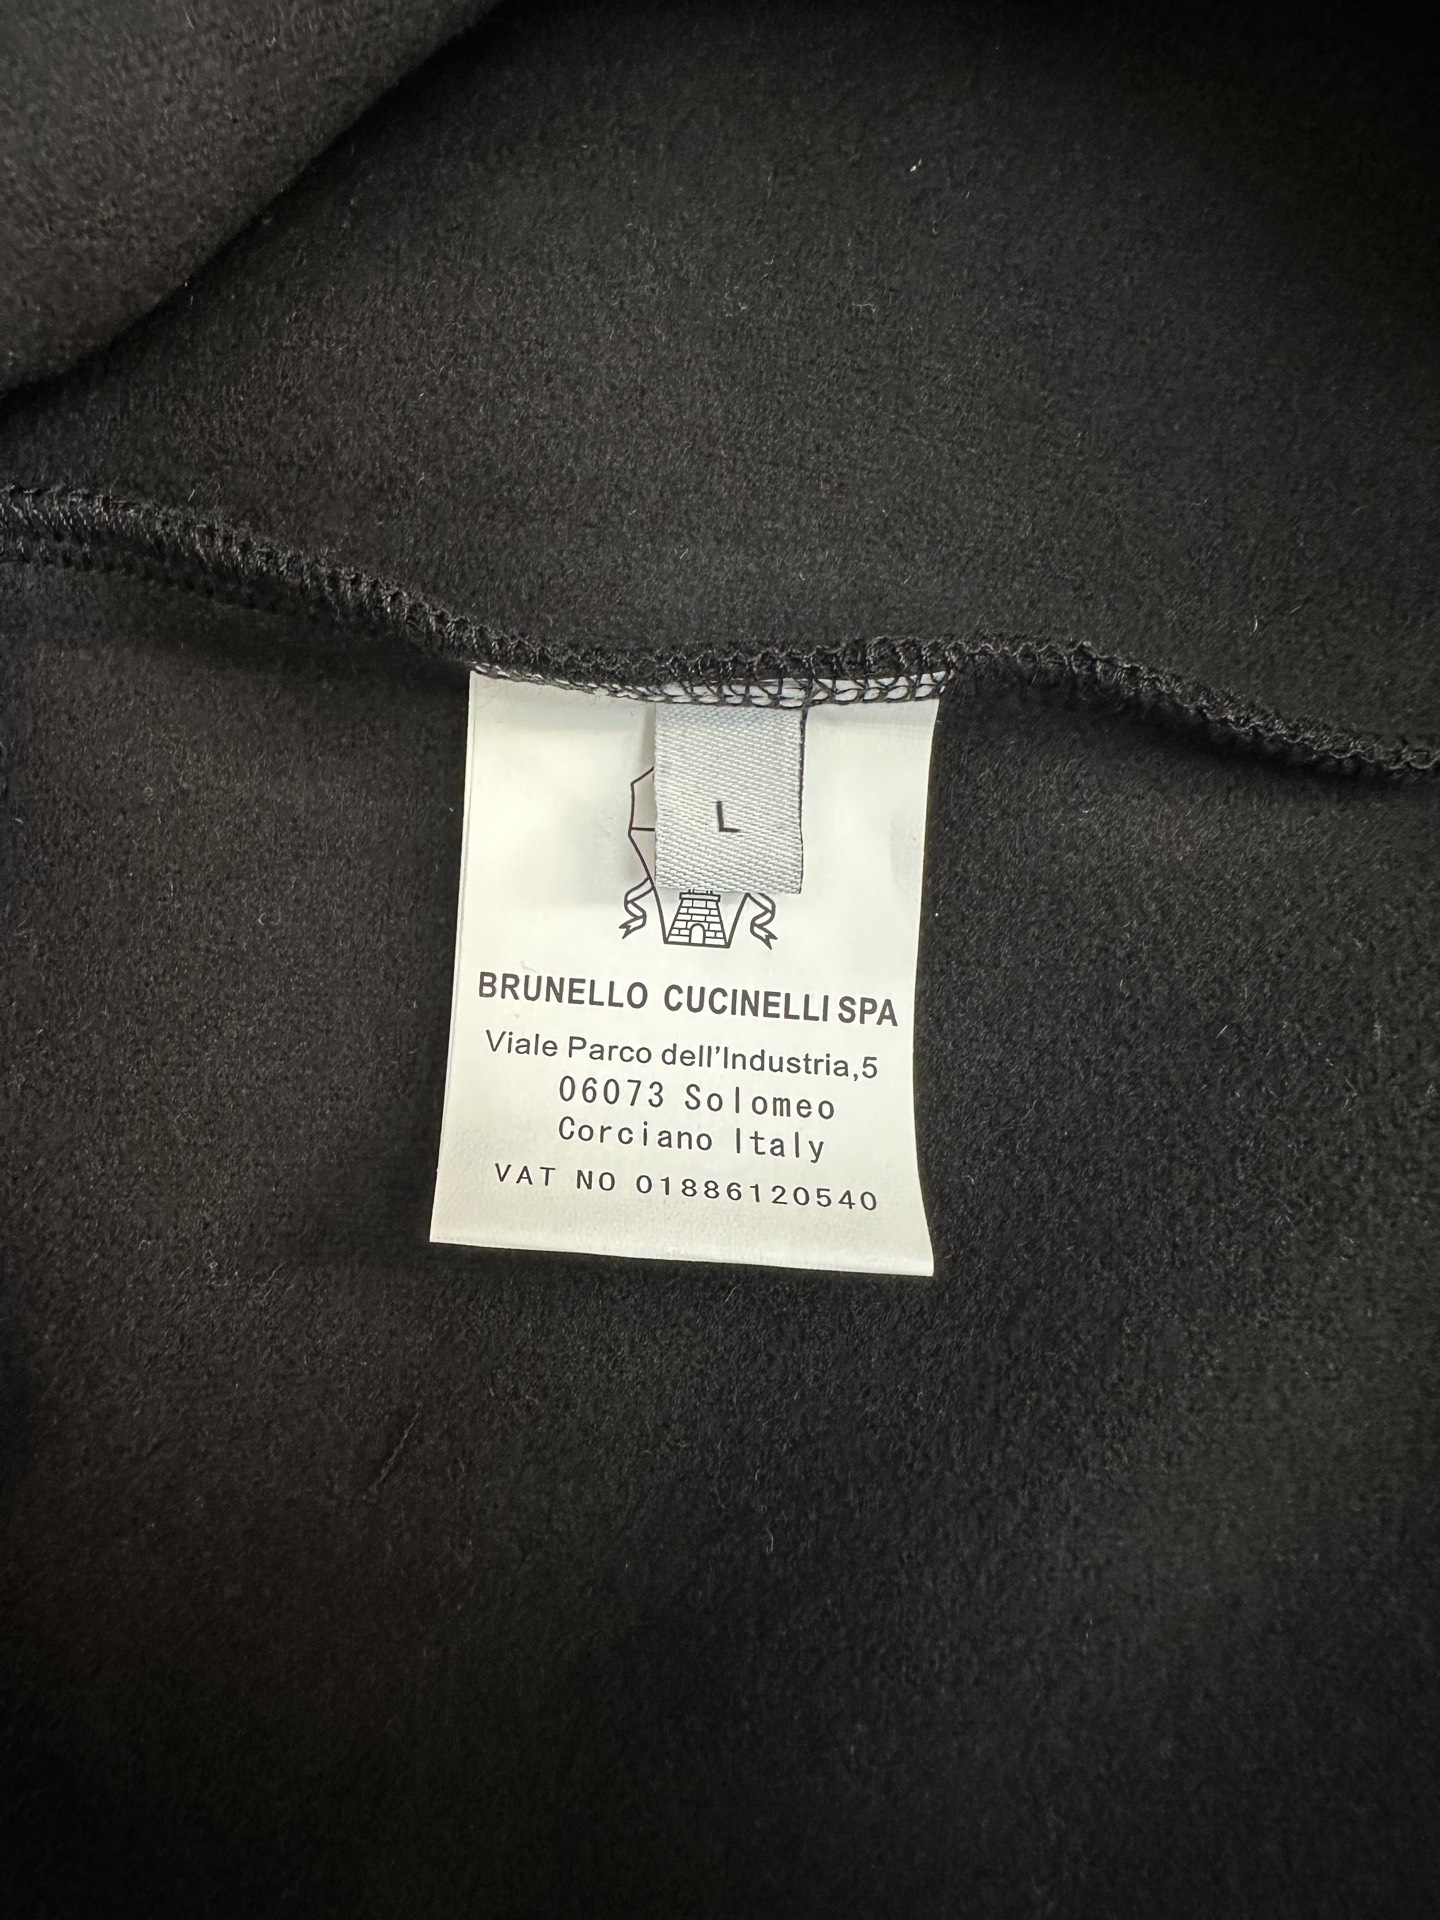 L
BRUNELLO CUCINELLI SPA
Viale Parco dell'Industria,5
06073 Solomeo
Corciano Italy
VAT NO 01886120540